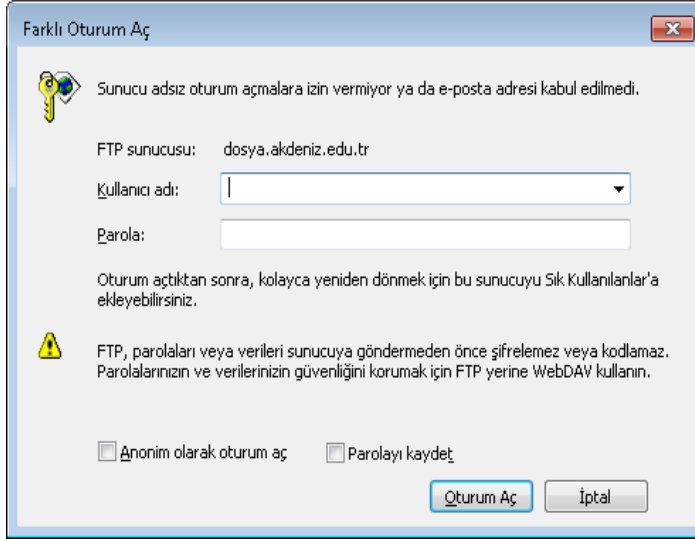 Farklı Oturum Aç
Sunucu adsız oturum açmalara izin vermiyor ya da e-posta adresi kabul edilmedi.
FTP sunucusu: dosya.akdeniz.edu.tr
Kullanıcı adı:
Parola:
Oturum açtıktan sonra, kolayca yeniden dönmek için bu sunucuyu Sık Kullanılanlar'a
ekleyebilirsiniz.
FTP, parolaları veya verileri sunucuya göndermeden önce şifrelemez veya kodlamaz.
Parolalarınızın ve verilerinizin güvenliğini korumak için FTP yerine WebDAV kullanın.
Anonim olarak oturum aç Parolayı kaydet
Oturum Aç İptal